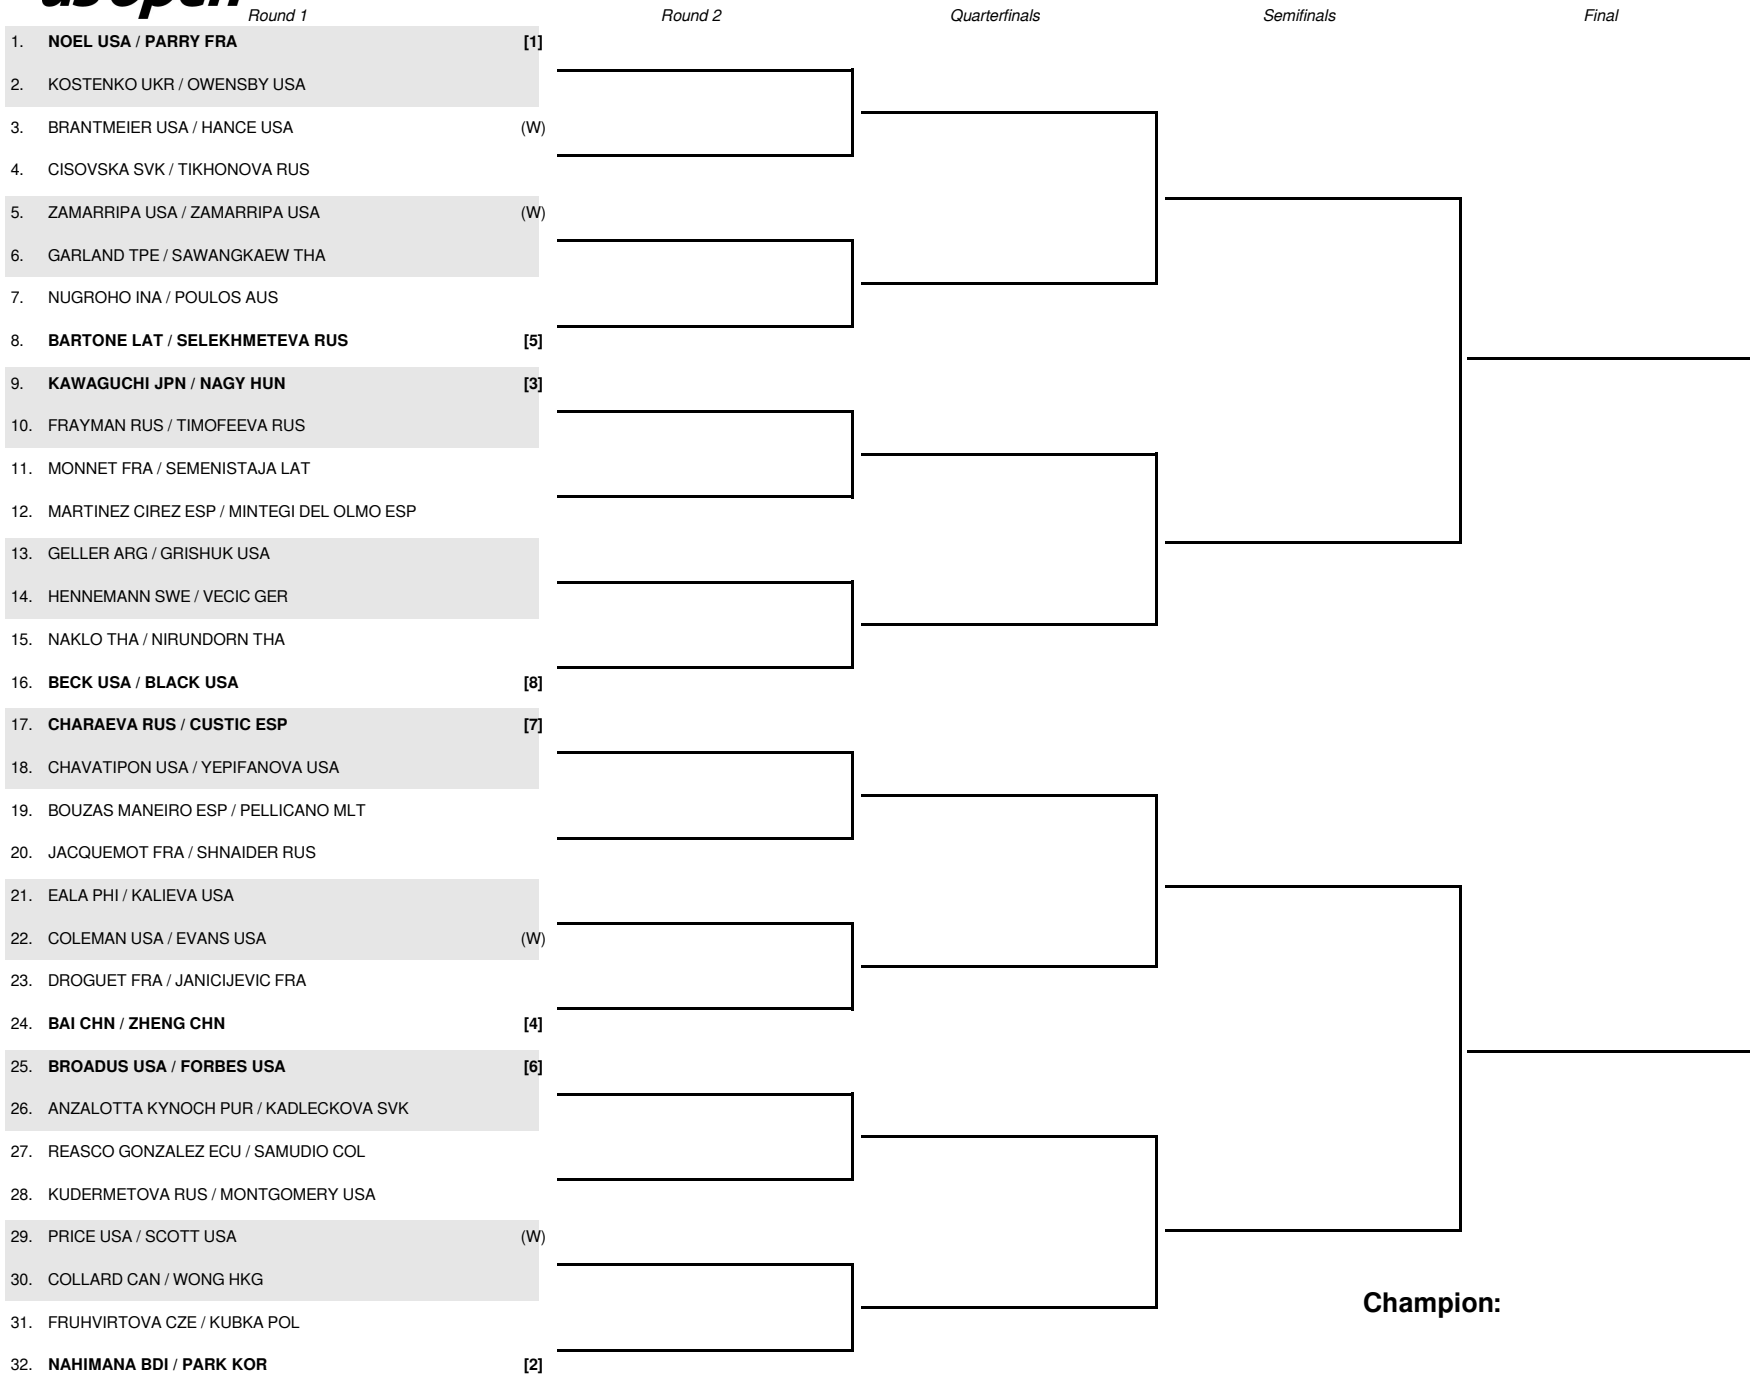 us open
Round 1 Round 2 Quarterfinals Semifinals Final
1. NOEL USA / PARRY FRA [1]
2. KOSTENKO UKR / OWENSBY USA
3. BRANTMEIER USA / HANCE USA (W)
4. CISOVSKA SVK / TIKHONOVA RUS
5. ZAMARRIPA USA / ZAMARRIPA USA (W)
6. GARLAND TPE / SAWANGKAEW THA
7. NUGROHO INA / POULOS AUS
8. BARTONE LAT / SELEKHMETEVA RUS [5]
9. KAWAGUCHI JPN / NAGY HUN [3]
10. FRAYMAN RUS / TIMOFEEVA RUS
11. MONNET FRA / SEMENISTAJA LAT
12. MARTINEZ CIREZ ESP / MINTEGI DEL OLMO ESP
13. GELLER ARG / GRISHUK USA
14. HENNEMANN SWE / VECIC GER
15. NAKLO THA / NIRUNDORN THA
16. BECK USA / BLACK USA [8]
17. CHARAEVA RUS / CUSTIC ESP [7]
18. CHAVATIPON USA / YEPIFANOVA USA
19. BOUZAS MANEIRO ESP / PELLICANO MLT
20. JACQUEMOT FRA / SHNAIDER RUS
21. EALA PHI / KALIEVA USA
22. COLEMAN USA / EVANS USA (W)
23. DROGUET FRA / JANICIJEVIC FRA
24. BAI CHN / ZHENG CHN [4]
25. BROADUS USA / FORBES USA [6]
26. ANZALOTTA KYNOCH PUR / KADLECKOVA SVK
27. REASCO GONZALEZ ECU / SAMUDIO COL
28. KUDERMETOVA RUS / MONTGOMERY USA
29. PRICE USA / SCOTT USA (W)
30. COLLARD CAN / WONG HKG
Champion:
31. FRUHVIRTOVA CZE / KUBKA POL
32. NAHIMANA BDI / PARK KOR [2]